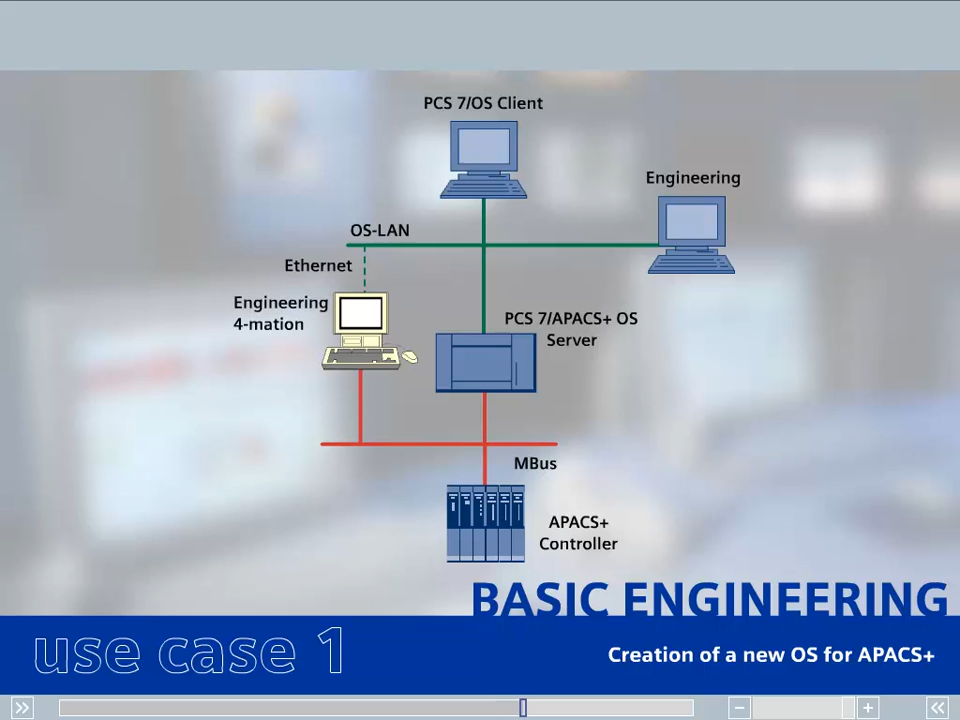 PCS 7/OS Client
Engineering
OS-LAN
Ethernet
Engineering
4-mation
PCS 7/APACS+ OS
Server
MBus
APACS+
Controller
BASIC ENGINEERING
use case 1
Creation of a new OS for APACS+